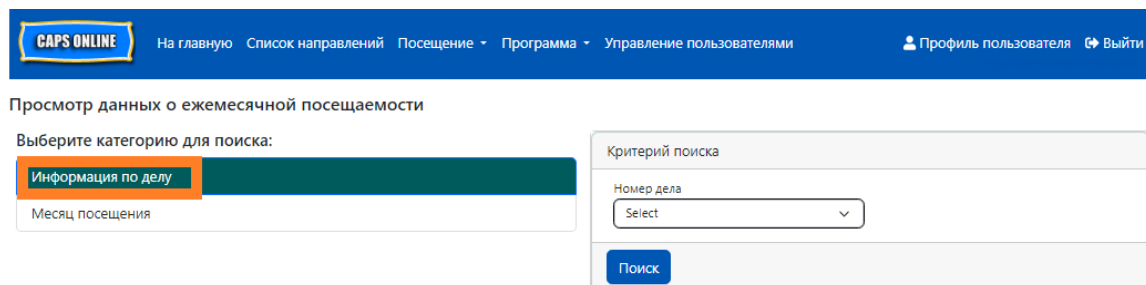 CAPS ONLINE На главную Список направлений Посещение Программа Управление пользователями Профиль пользователя Выйти
Просмотр данных о ежемесячной посещаемости
Выберите категорию для поиска:
Информация по делу
Месяц посещения
Критерий поиска
Номер дела
Select
Поиск